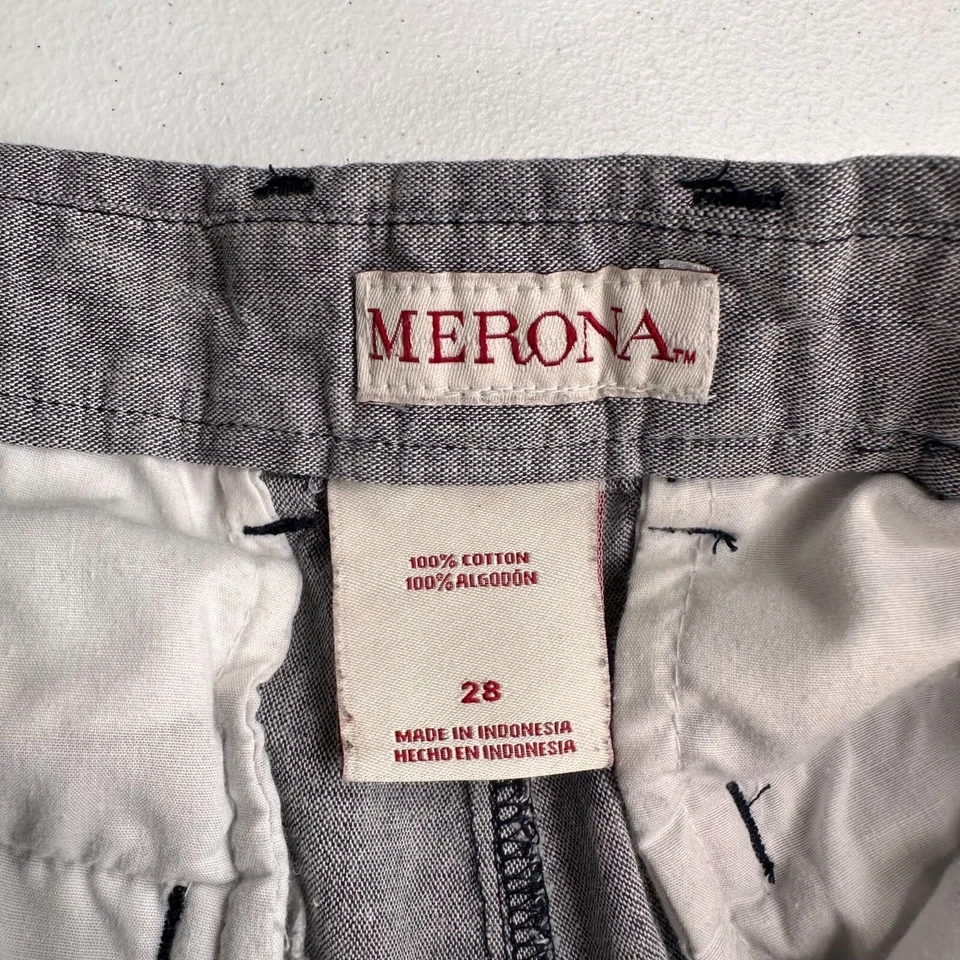 MERONA™
100% COTTON
100% ALGODÓN
28
MADE IN INDONESIA
HECHO EN INDONESIA